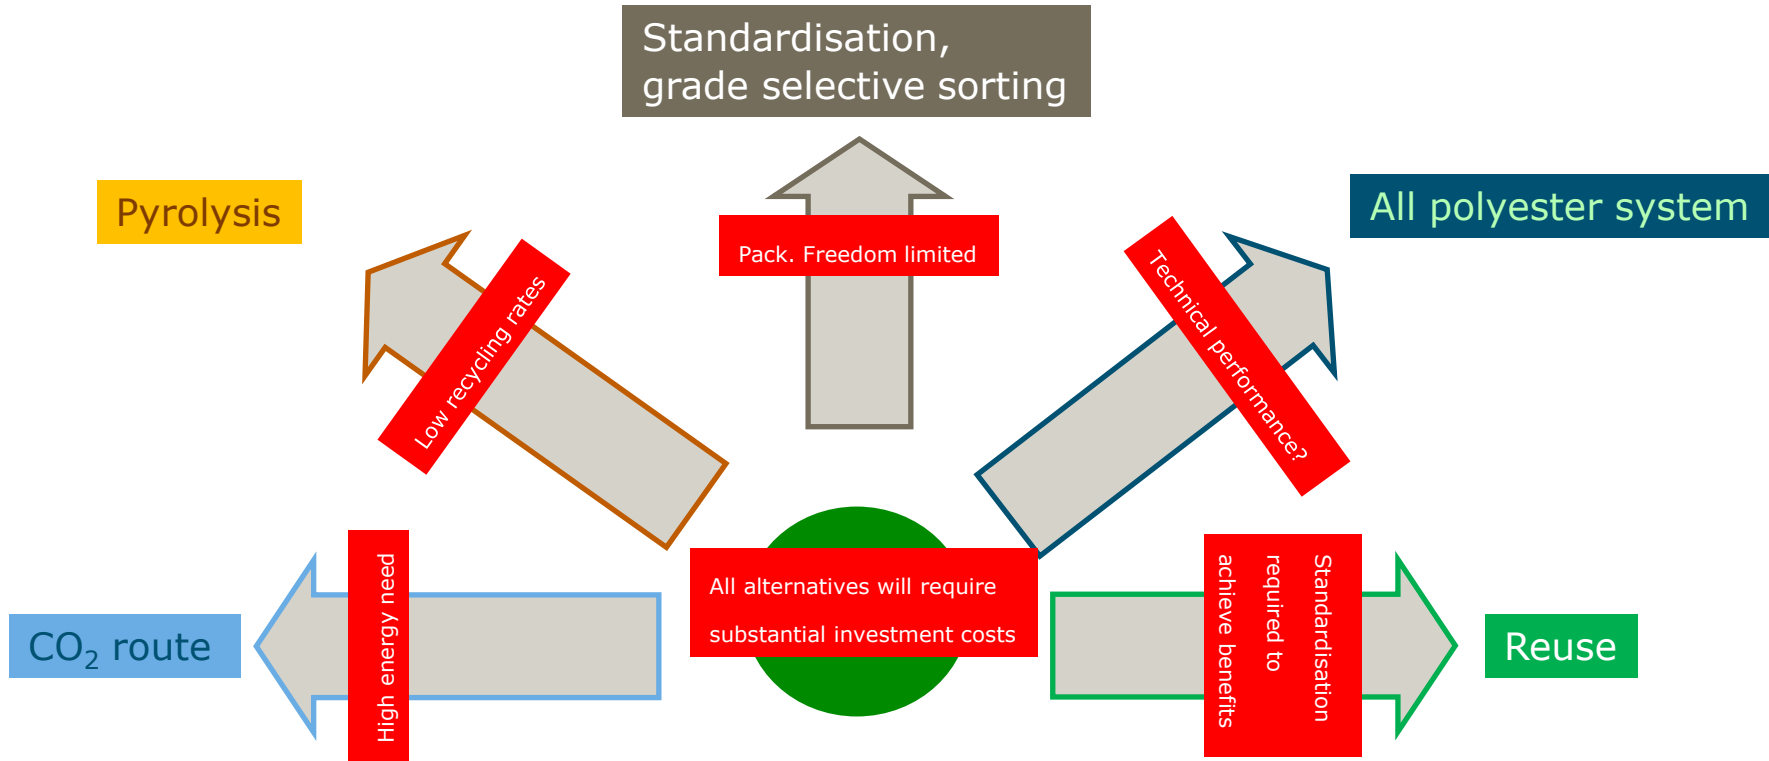 Standardisation,
grade selective sorting
Pyrolysis
All polyester system
Pack. Freedom limited
Low recycling rates
Technical performance?
All alternatives will require
substantial investment costs
High energy need
Standardisation
required to
achieve benefits
CO₂ route
Reuse